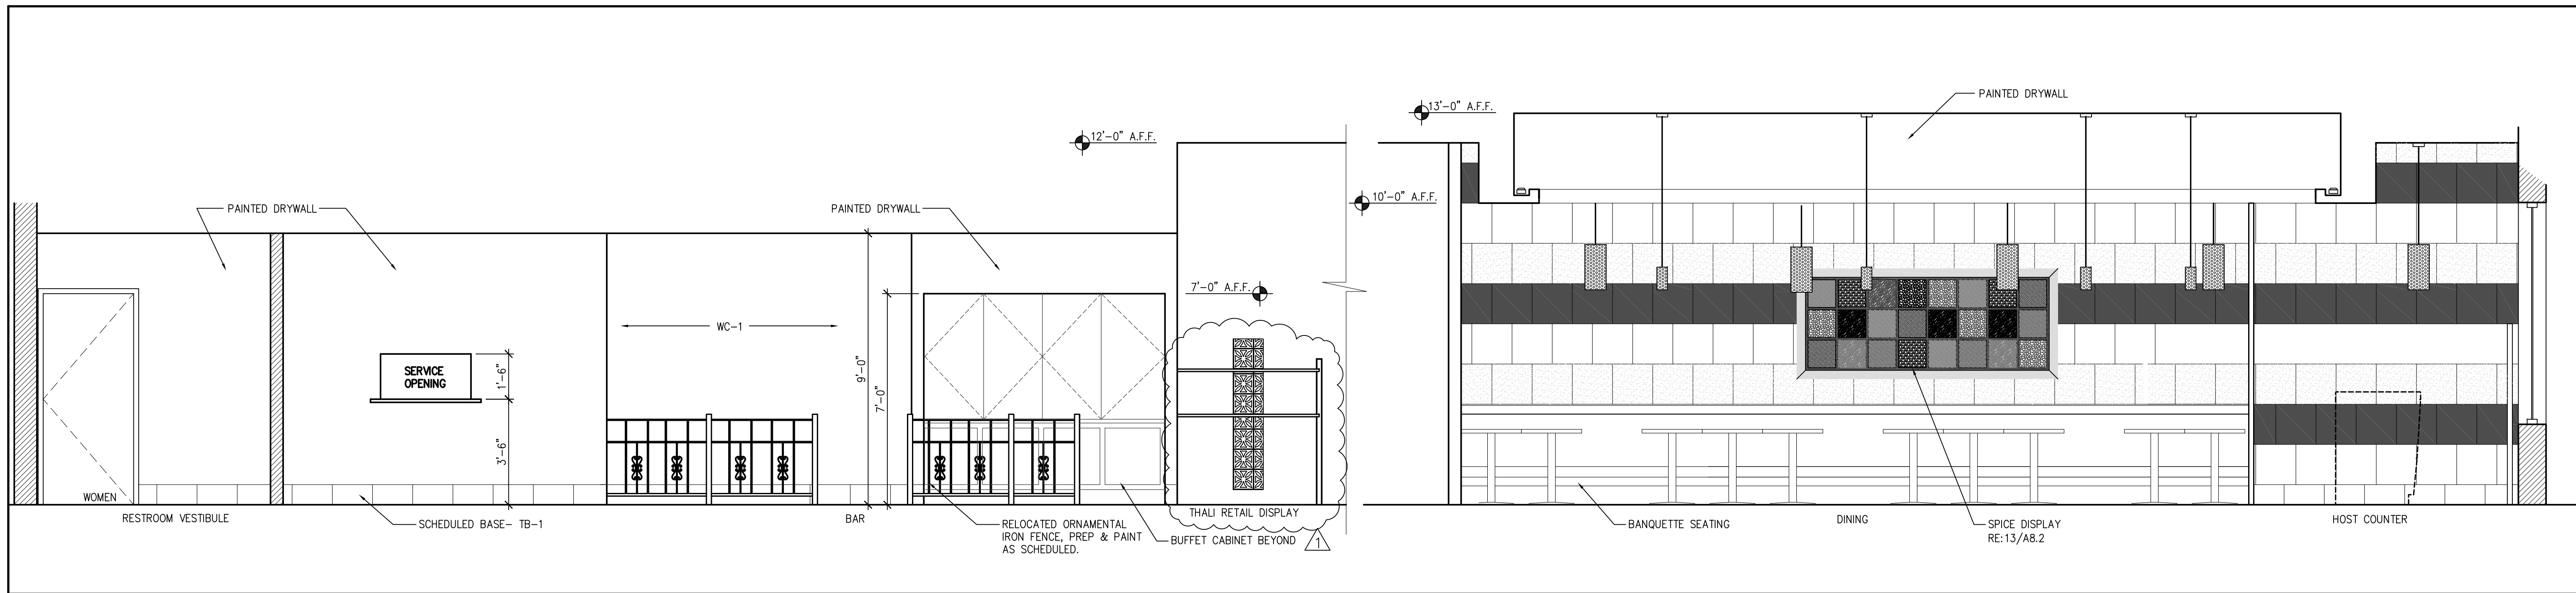 PAINTED DRYWALL
13'-0" A.F.F.
12'-0" A.F.F.
10'-0" A.F.F.
PAINTED DRYWALL
PAINTED DRYWALL
7'-0" A.F.F.
WC-1
9'-0"
7'-0"
SERVICE
OPENING
1'-6"
3'-6"
WOMEN
RESTROOM VESTIBULE
SCHEDULED BASE- TB-1
BAR
RELOCATED ORNAMENTAL
IRON FENCE, PREP & PAINT
AS SCHEDULED.
THALI RETAIL DISPLAY
BUFFET CABINET BEYOND
1
BANQUETTE SEATING
DINING
SPICE DISPLAY
RE:13/A8.2
HOST COUNTER